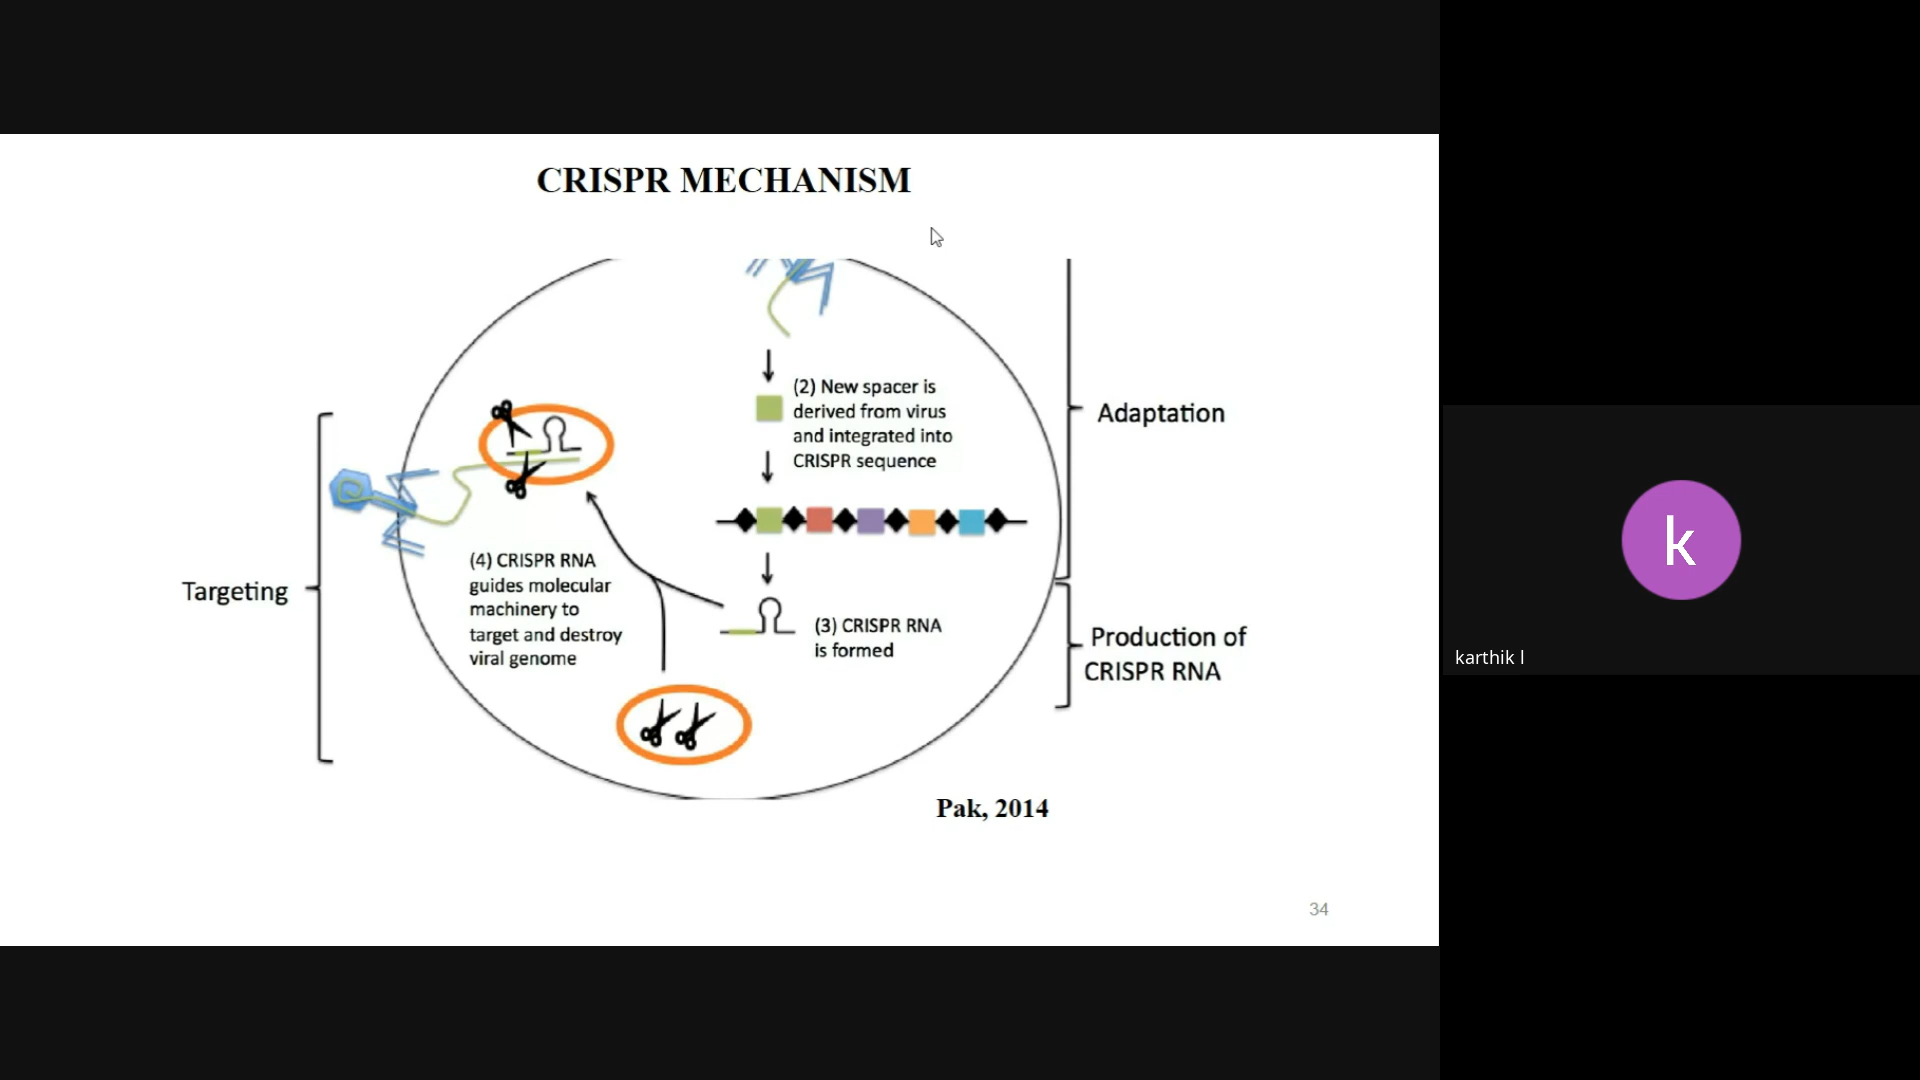 CRISPR MECHANISM
(2) New spacer is
derived from virus
and integrated into
CRISPR sequence
Adaptation
(4) CRISPR RNA
guides molecular
machinery to
target and destroy
viral genome
Targeting
(3) CRISPR RNA
is formed
Production of
CRISPR RNA
Pak, 2014
34
k
karthik l